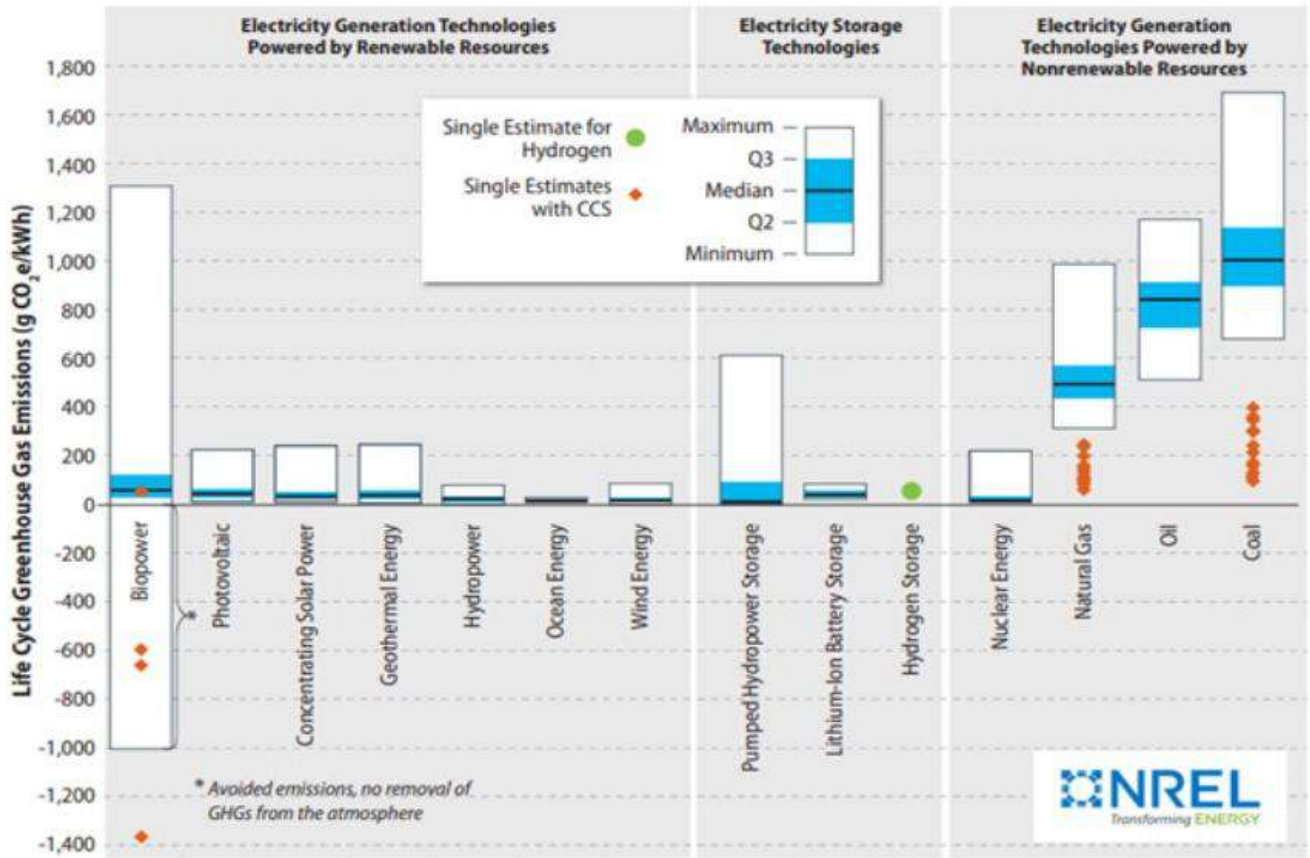 Electricity Generation Technologies
Powered by Renewable Resources
Electricity Storage
Technologies
Electricity Generation
Technologies Powered by
Nonrenewable Resources
Life Cycle Greenhouse Gas Emissions (g CO2e/kWh)
1,800
1,600
1,400
1,200
1,000
800
600
400
200
0
-200
-400
-600
-800
-1,000
-1,200
-1,400
Single Estimate for
Hydrogen
Single Estimates
with CCS
Maximum
Q3
Median
Q2
Minimum
Biopower
*
Photovoltaic
Concentrating Solar Power
Geothermal Energy
Hydropower
Ocean Energy
Wind Energy
Pumped Hydropower Storage
Lithium-Ion Battery Storage
Hydrogen Storage
Nuclear Energy
Natural Gas
Oil
Coal
* Avoided emissions, no removal of
GHGs from the atmosphere
NREL
Transforming ENERGY